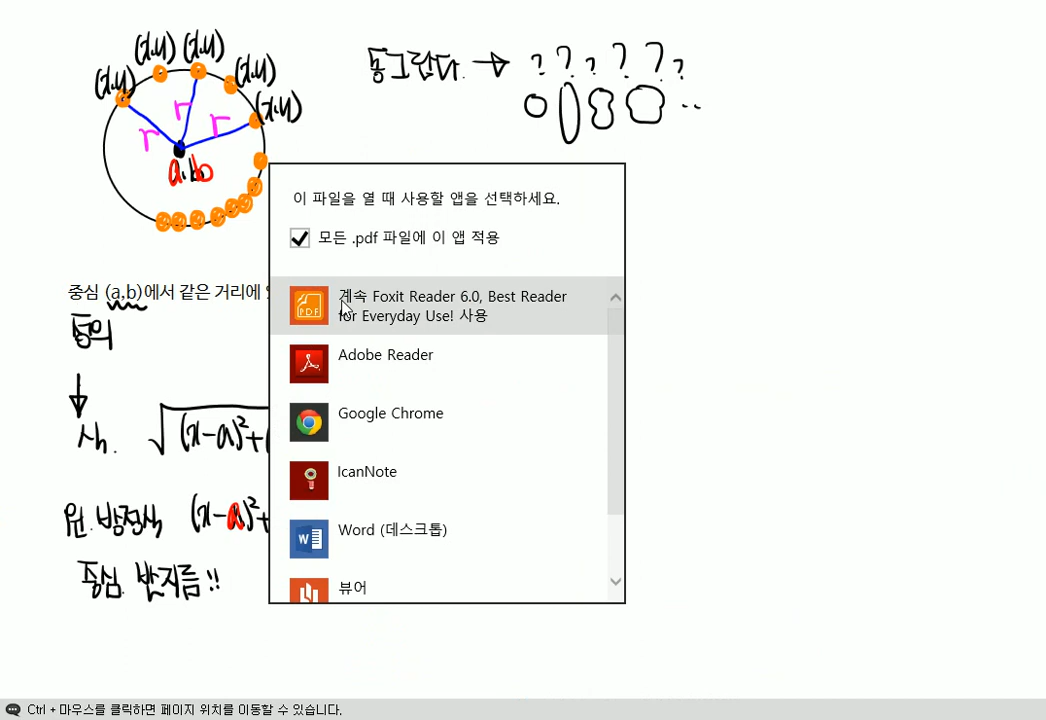 (x,y) (x,y)
(x,y) (x,y)
(x,y)
r r r
a,b
동그랗다. → ? ? ? ? ? ?
이 파일을 열 때 사용할 앱을 선택하세요.
모든 .pdf 파일에 이 앱 적용
계속 Foxit Reader 6.0, Best Reader
for Everyday Use! 사용
Adobe Reader
Google Chrome
IcanNote
Word (데스크톱)
뷰어
중심 (a,b)에서 같은 거리에
정의
식.
√(x-a)²+(
원. 방정식 (x-a)²+
중심. 반지름!!
Ctrl + 마우스를 클릭하면 페이지 위치를 이동할 수 있습니다.